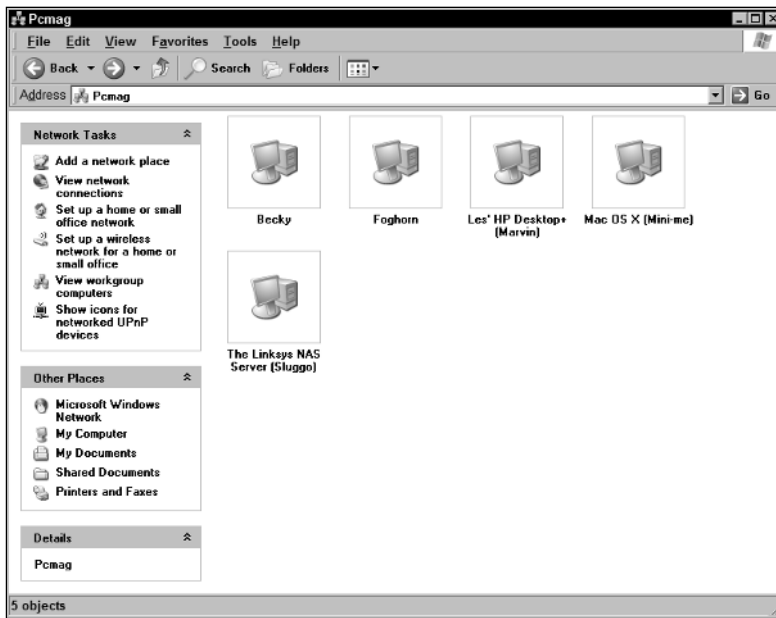 Pcmag
File Edit View Favorites Tools Help
Back Search Folders
Address Pcmag Go
Network Tasks
Add a network place
View network
connections
Set up a home or small
office network
Set up a wireless
network for a home or
small office
View workgroup
computers
Show icons for
networked UPnP
devices
Other Places
Microsoft Windows
Network
My Computer
My Documents
Shared Documents
Printers and Faxes
Details
Pcmag
Becky
Foghorn
Les' HP Desktop+
(Marvin)
Mac OS X (Mini-me)
The Linksys NAS
Server (Sluggo)
5 objects